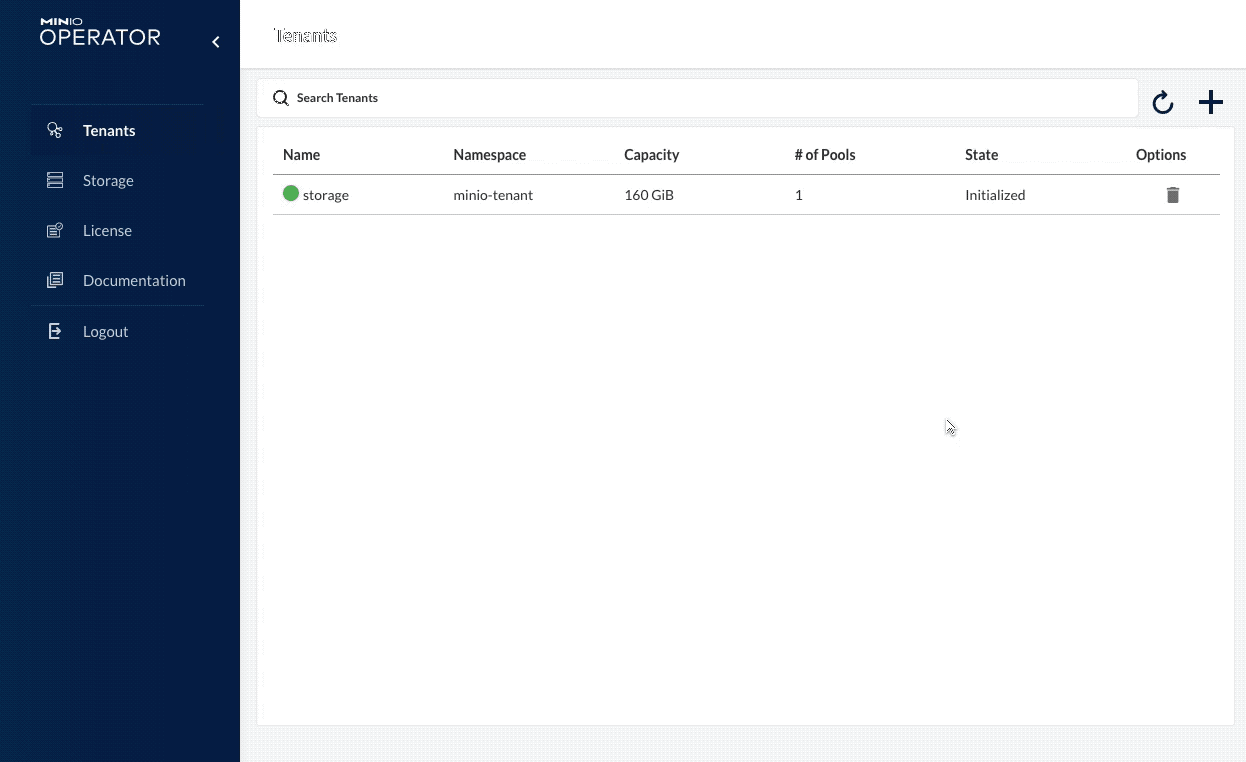 MINIO
OPERATOR
Tenants
Storage
License
Documentation
Logout
Tenants
Search Tenants
Name Namespace Capacity # of Pools State Options
storage minio-tenant 160 GiB 1 Initialized